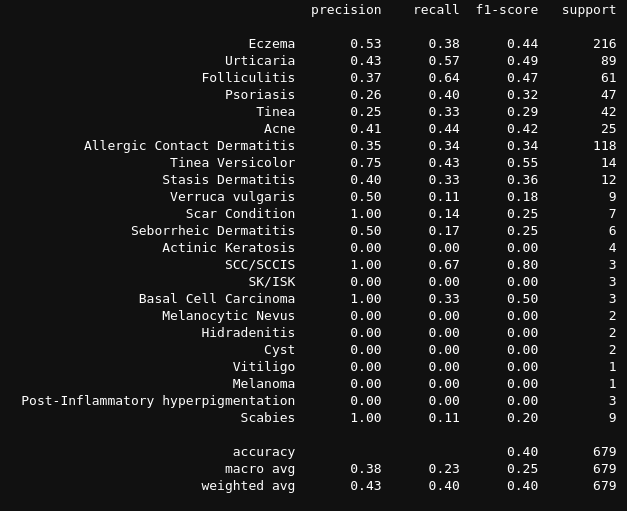 precision recall f1-score support
Eczema 0.53 0.38 0.44 216
Urticaria 0.43 0.57 0.49 89
Folliculitis 0.37 0.64 0.47 61
Psoriasis 0.26 0.40 0.32 47
Tinea 0.25 0.33 0.29 42
Acne 0.41 0.44 0.42 25
Allergic Contact Dermatitis 0.35 0.34 0.34 118
Tinea Versicolor 0.75 0.43 0.55 14
Stasis Dermatitis 0.40 0.33 0.36 12
Verruca vulgaris 0.50 0.11 0.18 9
Scar Condition 1.00 0.14 0.25 7
Seborrheic Dermatitis 0.50 0.17 0.25 6
Actinic Keratosis 0.00 0.00 0.00 4
SCC/SCCIS 1.00 0.67 0.80 3
SK/ISK 0.00 0.00 0.00 3
Basal Cell Carcinoma 1.00 0.33 0.50 3
Melanocytic Nevus 0.00 0.00 0.00 2
Hidradenitis 0.00 0.00 0.00 2
Cyst 0.00 0.00 0.00 2
Vitiligo 0.00 0.00 0.00 1
Melanoma 0.00 0.00 0.00 1
Post-Inflammatory hyperpigmentation 0.00 0.00 0.00 3
Scabies 1.00 0.11 0.20 9
accuracy 0.40 679
macro avg 0.38 0.23 0.25 679
weighted avg 0.43 0.40 0.40 679